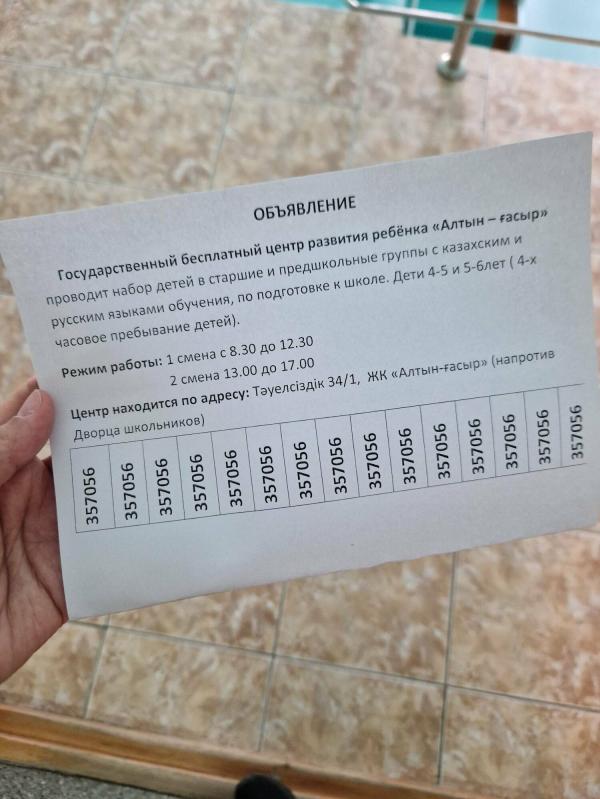 ОБЪЯВЛЕНИЕ
Государственный бесплатный центр развития ребёнка «Алтын – ғасыр»
проводит набор детей в старшие и предшкольные группы с казахским и
русским языками обучения, по подготовке к школе. Дети 4-5 и 5-6лет ( 4-х
часовое пребывание детей).
Режим работы: 1 смена с 8.30 до 12.30
2 смена 13.00 до 17.00
Центр находится по адресу: Тәуелсіздік 34/1, ЖК «Алтын-ғасыр» (напротив
Дворца школьников)
357056 357056 357056 357056 357056 357056 357056 357056 357056 357056 357056 357056 357056 357056 357056